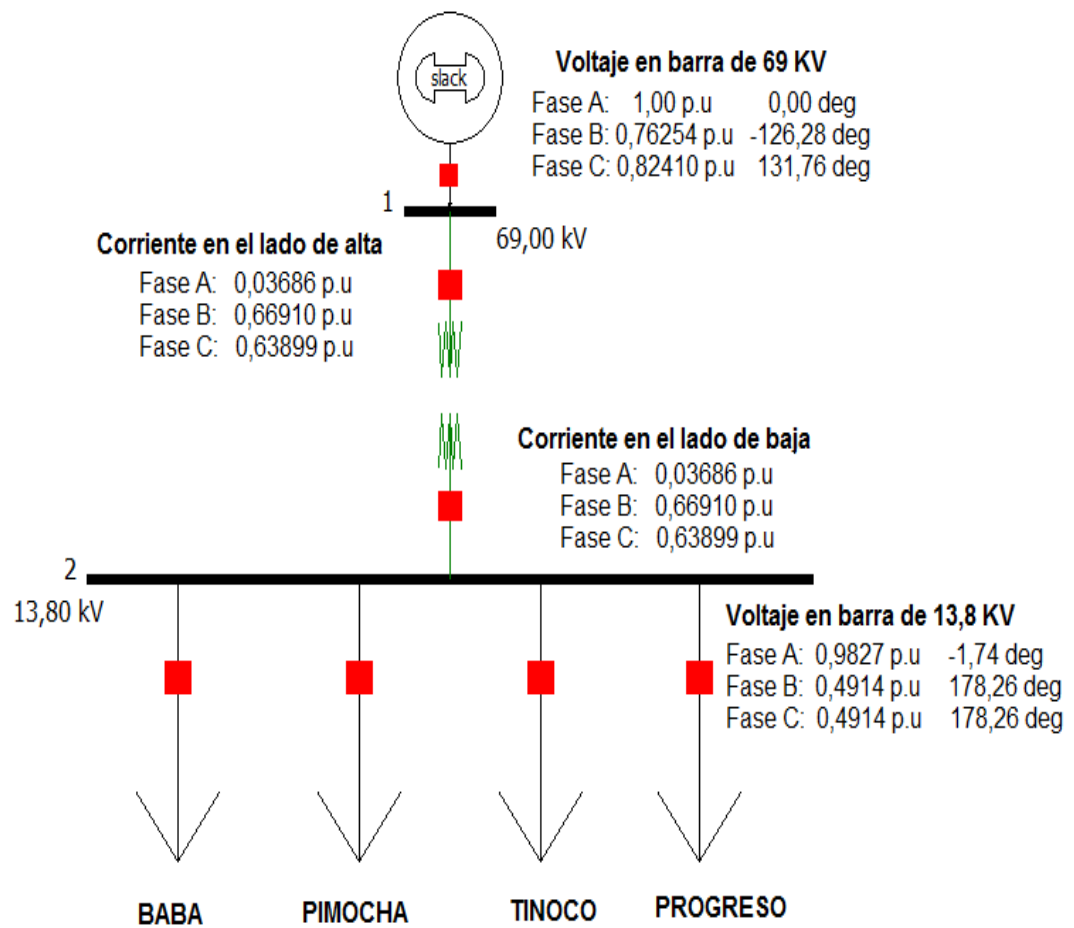 slack
Voltaje en barra de 69 KV
Fase A: 1,00 p.u 0,00 deg
Fase B: 0,76254 p.u -126,28 deg
Fase C: 0,82410 p.u 131,76 deg
1
69,00 kV
Corriente en el lado de alta
Fase A: 0,03686 p.u
Fase B: 0,66910 p.u
Fase C: 0,63899 p.u
Corriente en el lado de baja
Fase A: 0,03686 p.u
Fase B: 0,66910 p.u
Fase C: 0,63899 p.u
2
13,80 kV
Voltaje en barra de 13,8 KV
Fase A: 0,9827 p.u -1,74 deg
Fase B: 0,4914 p.u 178,26 deg
Fase C: 0,4914 p.u 178,26 deg
BABA PIMOCHA TINOCO PROGRESO